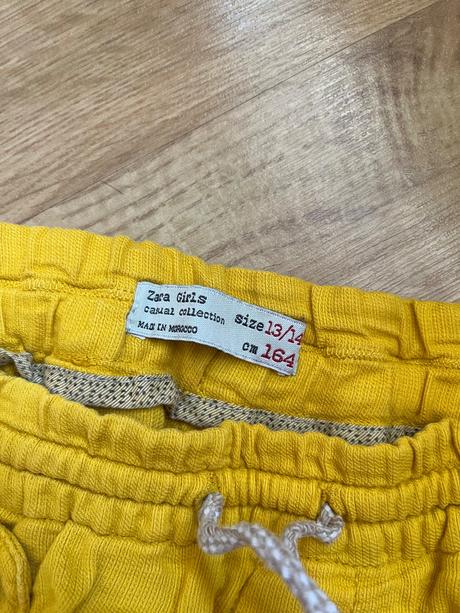 Zara Girls
casual collection
MADE IN MOROCCO
size 13/14
cm 164